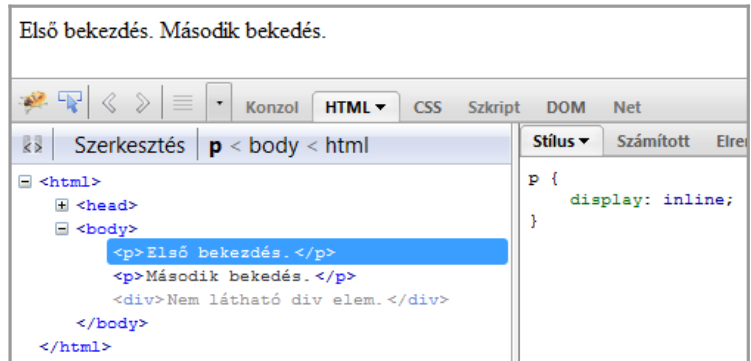 Első bekezdés. Második bekedés.
Konzol HTML CSS Szkript DOM Net
Szerkesztés p < body < html
Stílus Számított Elre
<html>
<head>
<body>
<p>Első bekezdés.</p>
<p>Második bekedés.</p>
<div>Nem látható div elem.</div>
</body>
</html>
p {
display: inline;
}